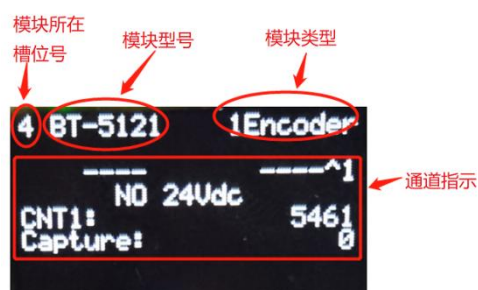 模块所在
槽位号
模块型号
模块类型
4 BT-5121 1Encoder
---- ----^1
NO 24Vdc
CNT1: 5461
Capture: 0
通道指示